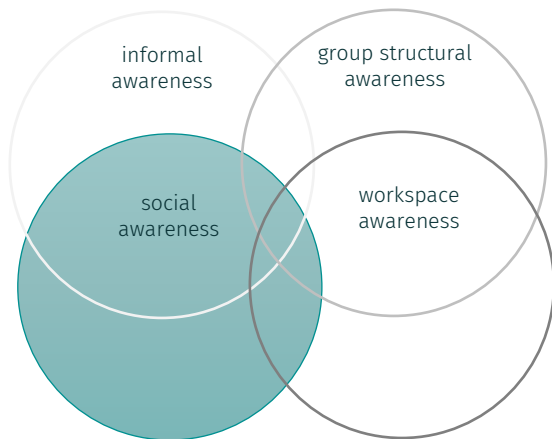 informal
awareness
group structural
awareness
social
awareness
workspace
awareness